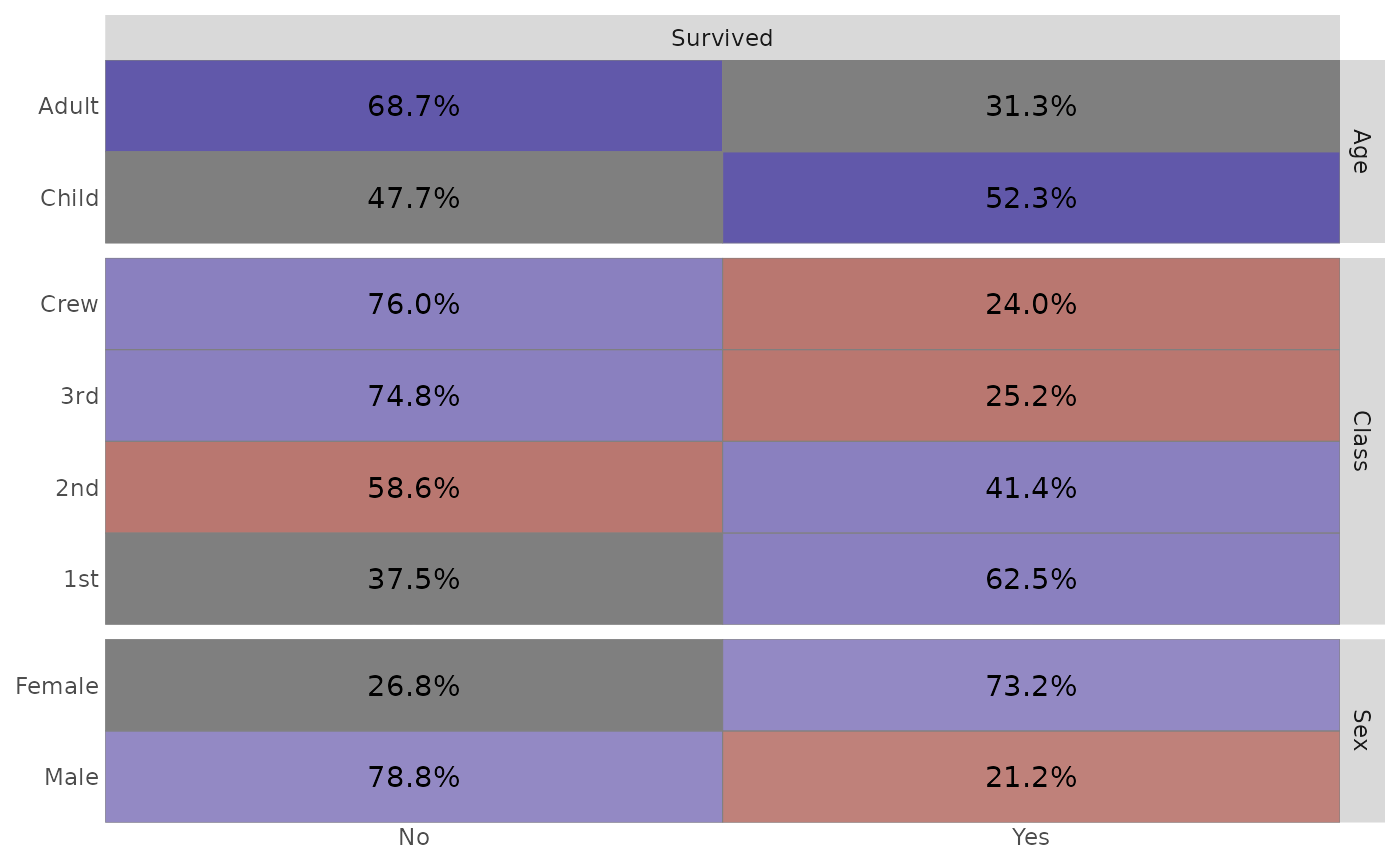 Survived
Adult 68.7% 31.3%
Age
Child 47.7% 52.3%
Crew 76.0% 24.0%
3rd 74.8% 25.2%
Class
2nd 58.6% 41.4%
1st 37.5% 62.5%
Female 26.8% 73.2%
Sex
Male 78.8% 21.2%
No Yes